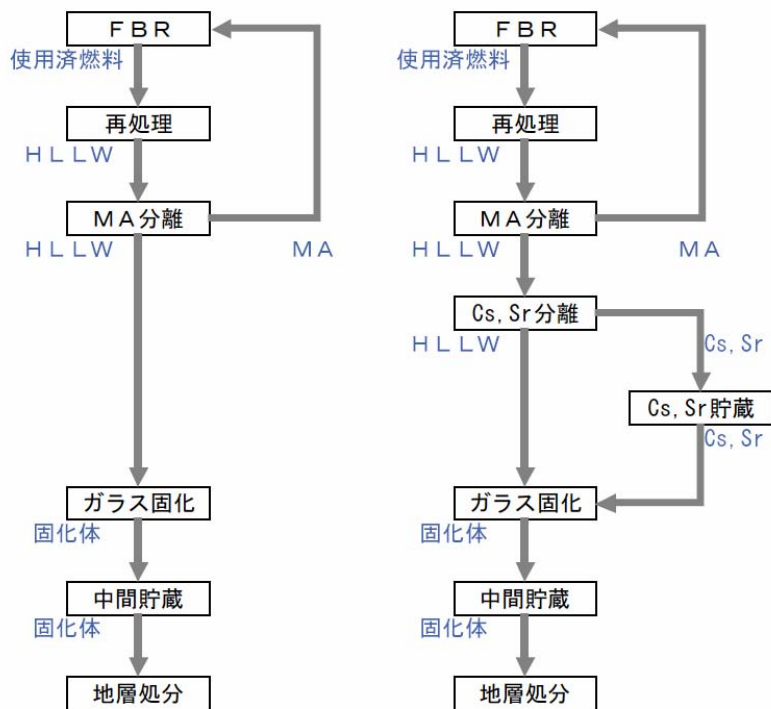 ＦＢＲ
使用済燃料
再処理
ＨＬＬＷ
ＭＡ分離
ＨＬＬＷ
ＭＡ
ガラス固化
固化体
中間貯蔵
固化体
地層処分
ＦＢＲ
使用済燃料
再処理
ＨＬＬＷ
ＭＡ分離
ＨＬＬＷ
ＭＡ
Cs,Sr分離
ＨＬＬＷ
Cs,Sr
Cs,Sr貯蔵
Cs,Sr
ガラス固化
固化体
中間貯蔵
固化体
地層処分